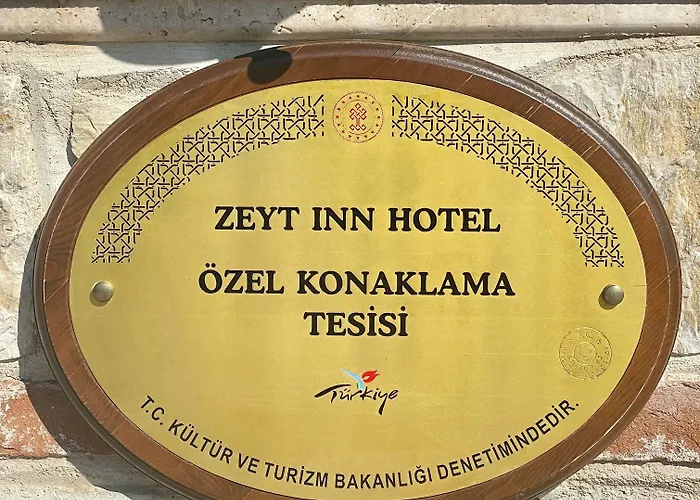 ZEYT INN HOTEL
ÖZEL KONAKLAMA
TESİSİ
Türkiye
T.C. KÜLTÜR VE TURİZM BAKANLIĞI DENETİMİNDEDİR.